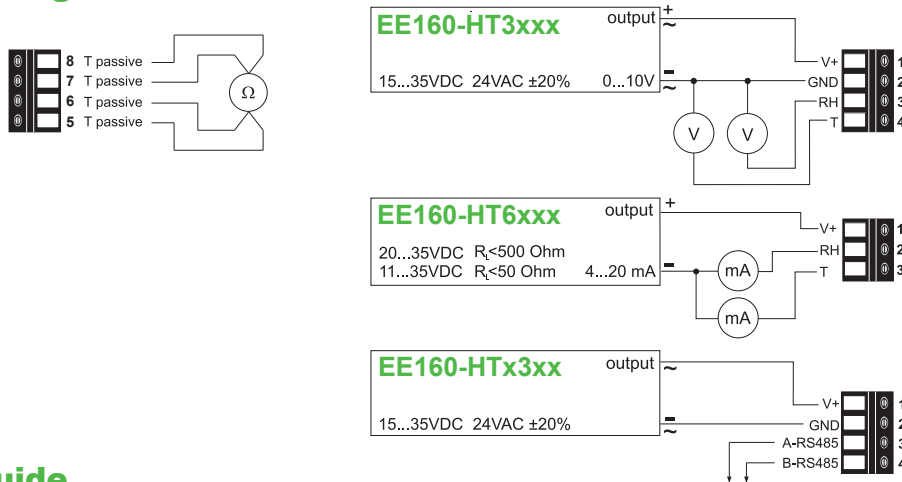 8 T passive
7 T passive
6 T passive
5 T passive
Ω
EE160-HT3xxx
output
+
~
15...35VDC 24VAC ±20%
0...10V
-
~
V+ 1
GND 2
RH 3
T 4
V
V
EE160-HT6xxx
output
+
20...35VDC RL<500 Ohm
11...35VDC RL<50 Ohm
4...20 mA
-
V+ 1
RH 2
T 3
mA
mA
EE160-HTx3xx
output
~
15...35VDC 24VAC ±20%
-
~
V+ 1
GND 2
A-RS485 3
B-RS485 4
uide